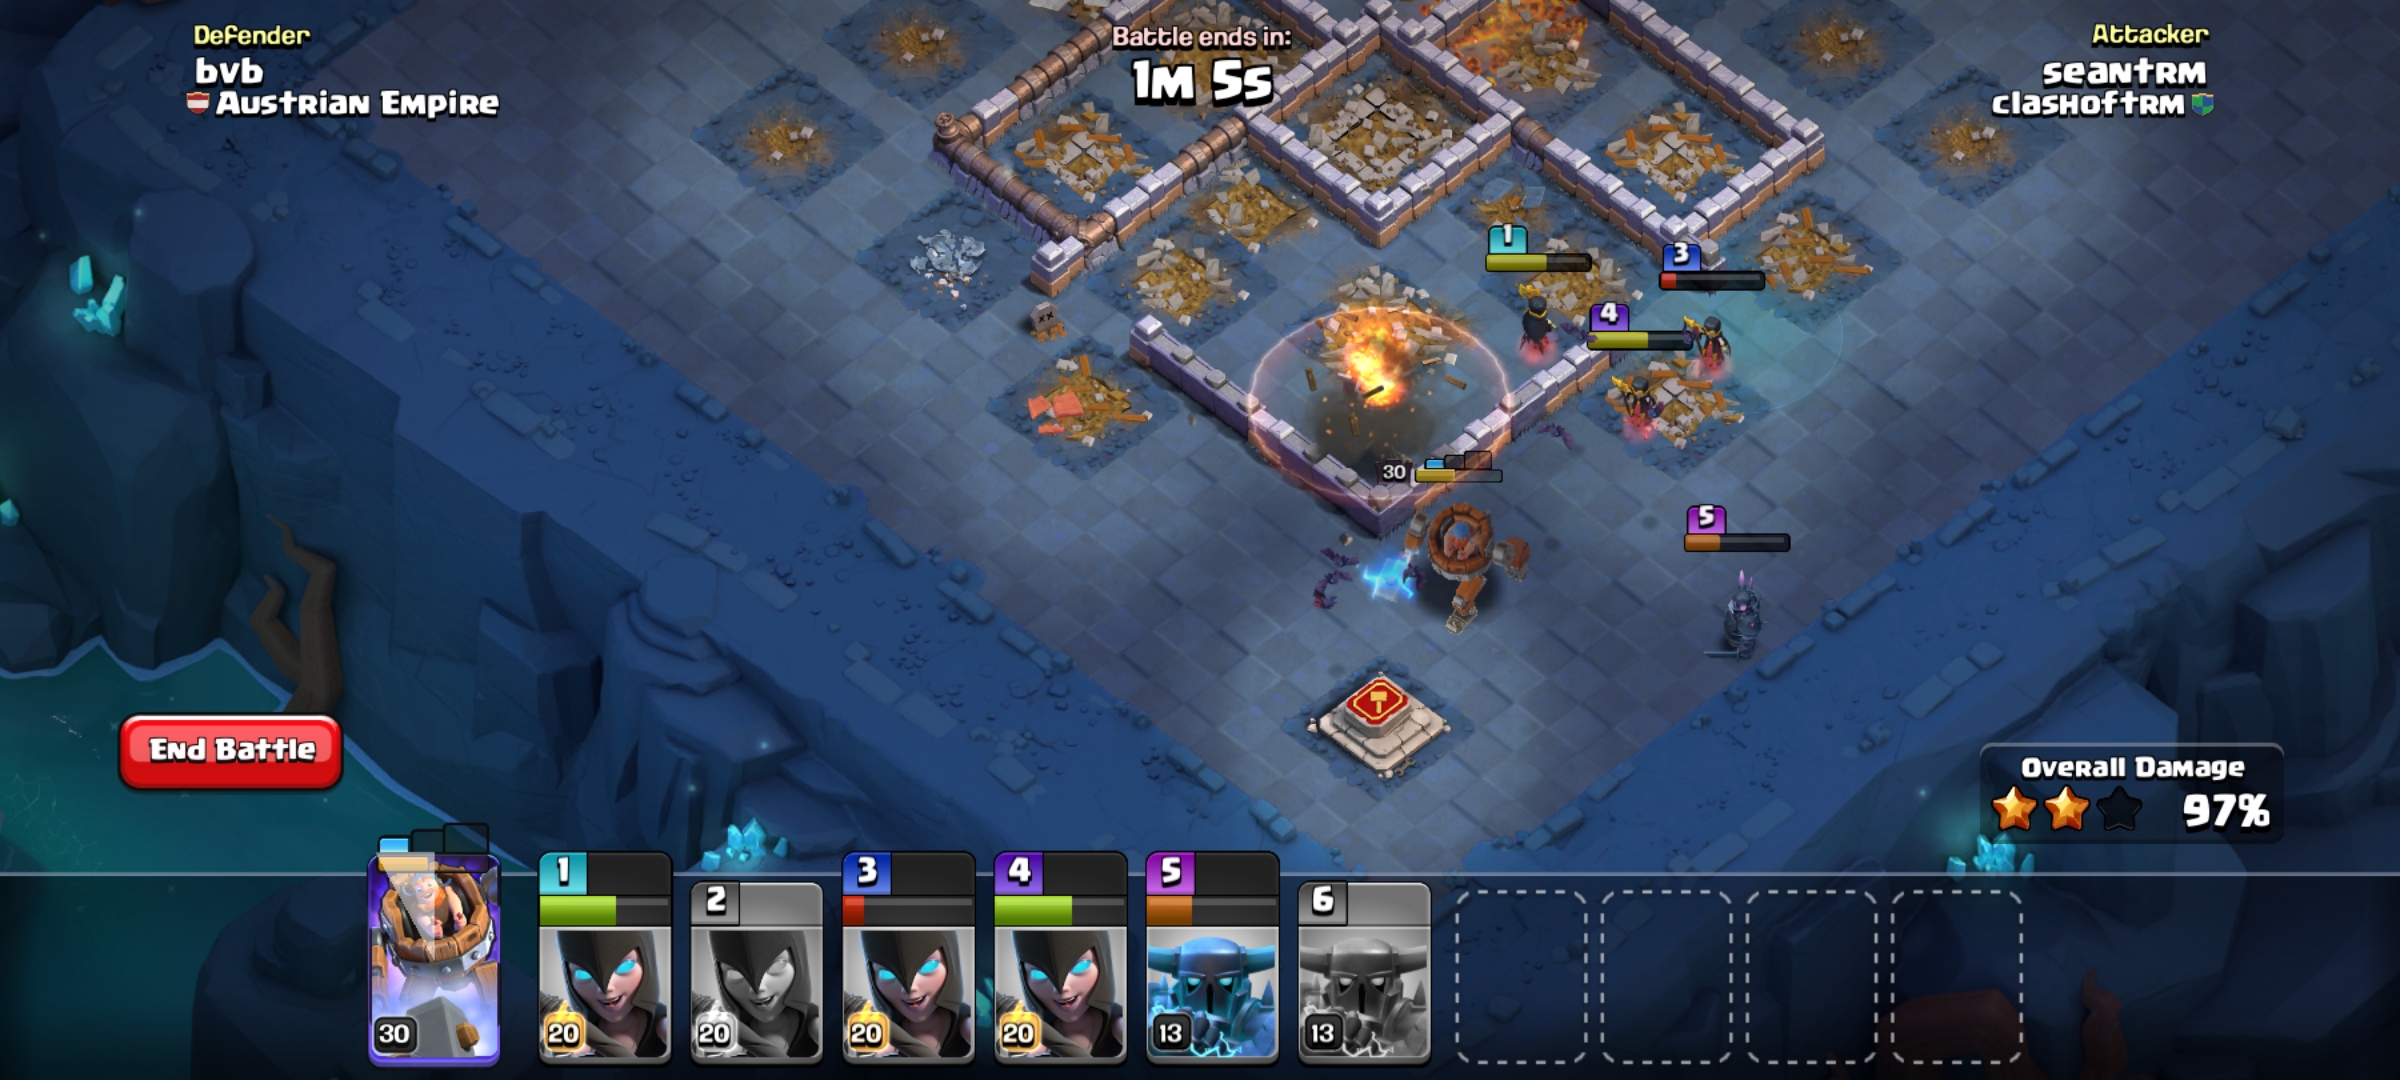 Defender
bvb
Austrian Empire
Battle ends in:
1M 5s
Attacker
seantRM
clashoftRM
1
3
4
30
5
End Battle
Overall Damage
97%
1
2
3
4
5
6
30
20
20
20
20
13
13